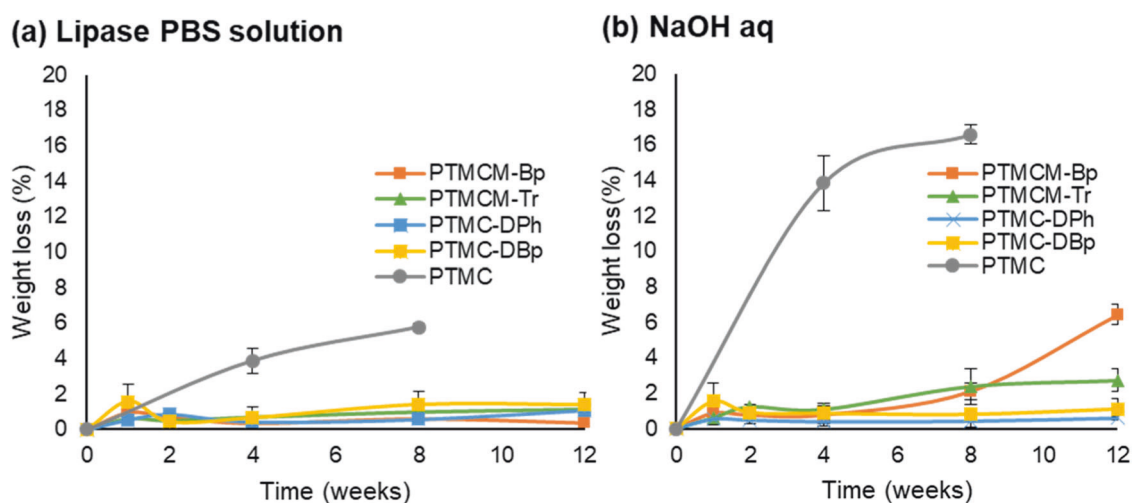 (a) Lipase PBS solution
20
18
16
14
12
10
8
6
4
2
0
Weight loss (%)
PTMCM-Bp
PTMCM-Tr
PTMC-DPh
PTMC-DBp
PTMC
0 2 4 6 8 10 12
Time (weeks)
(b) NaOH aq
20
18
16
14
12
10
8
6
4
2
0
Weight loss(%)
PTMCM-Bp
PTMCM-Tr
PTMC-DPh
PTMC-DBp
PTMC
0 2 4 6 8 10 12
Time (weeks)